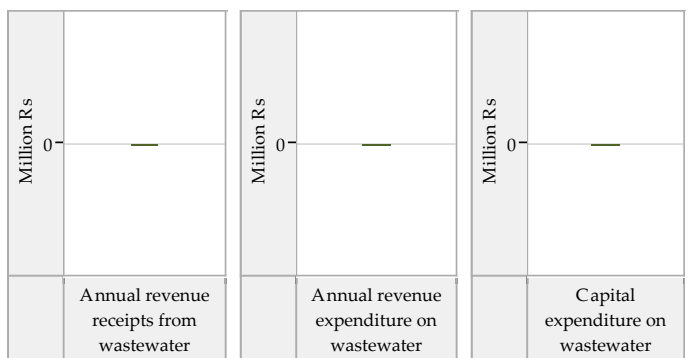 Million Rs
0
Annual revenue
receipts from
wastewater
Million Rs
0
Annual revenue
expenditure on
wastewater
Million Rs
0
Capital
expenditure on
wastewater